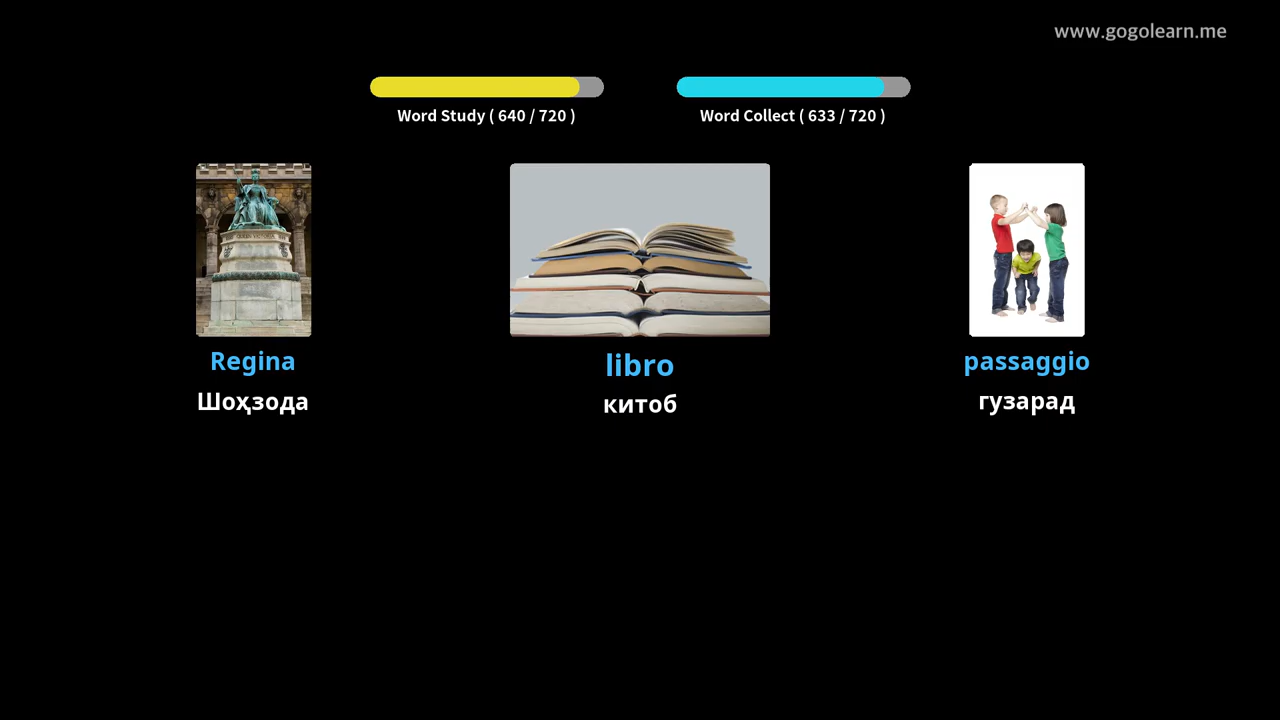 www.gogolearn.me
Word Study ( 640 / 720 )
Word Collect ( 633 / 720 )
Regina
Шоҳзода
libro
китоб
passaggio
гузарад